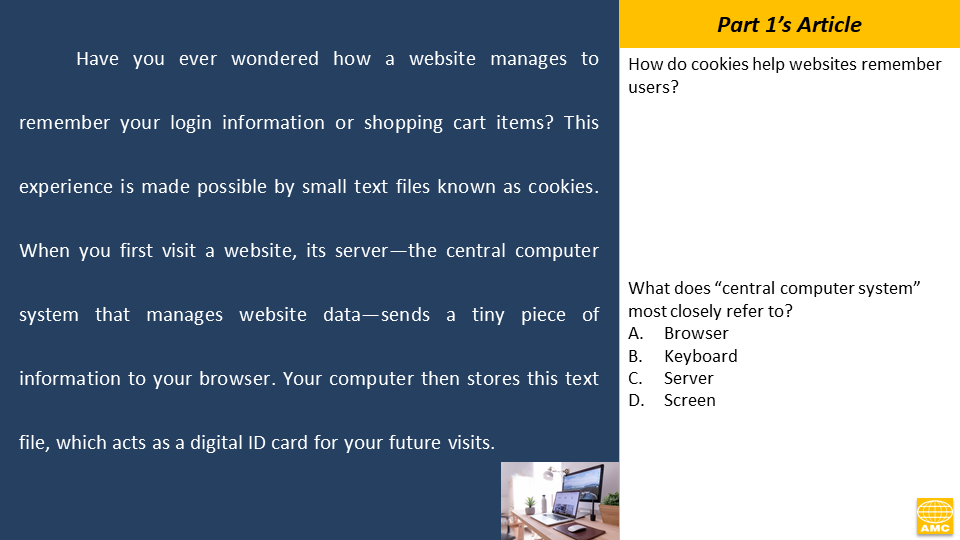 Have you ever wondered how a website manages to
remember your login information or shopping cart items? This
experience is made possible by small text files known as cookies.
When you first visit a website, its server—the central computer
system that manages website data—sends a tiny piece of
information to your browser. Your computer then stores this text
file, which acts as a digital ID card for your future visits.
Part 1’s Article
How do cookies help websites remember
users?
What does “central computer system”
most closely refer to?
A. Browser
B. Keyboard
C. Server
D. Screen
AMC